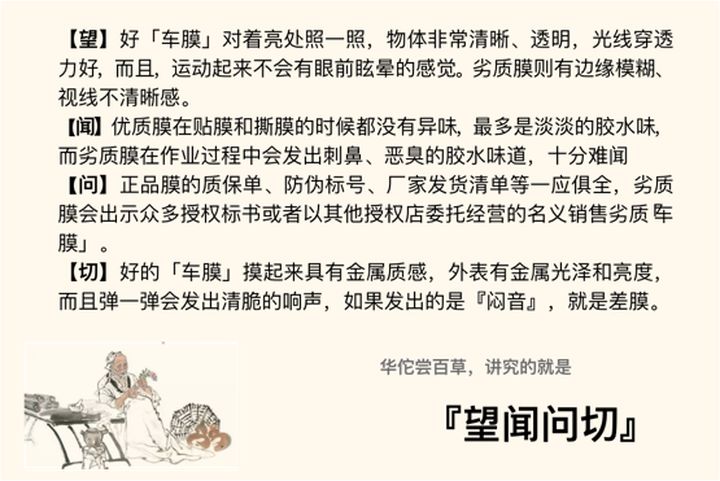 【望】好「车膜」对着亮处照一照，物体非常清晰、透明，光线穿透
力好，而且，运动起来不会有眼前眩晕的感觉。劣质膜则有边缘模糊、
视线不清晰感。
【闻】优质膜在贴膜和撕膜的时候都没有异味，最多是淡淡的胶水味，
而劣质膜在作业过程中会发出刺鼻、恶臭的胶水味道，十分难闻
【问】正品膜的质保单、防伪标号、厂家发货清单等一应俱全，劣质
膜会出示众多授权标书或者以其他授权店委托经营的名义销售劣质『车
膜」。
【切】好的「车膜」摸起来具有金属质感，外表有金属光泽和亮度，
而且弹一弹会发出清脆的响声，如果发出的是『闷音』，就是差膜。
华佗尝百草，讲究的就是
『望闻问切』